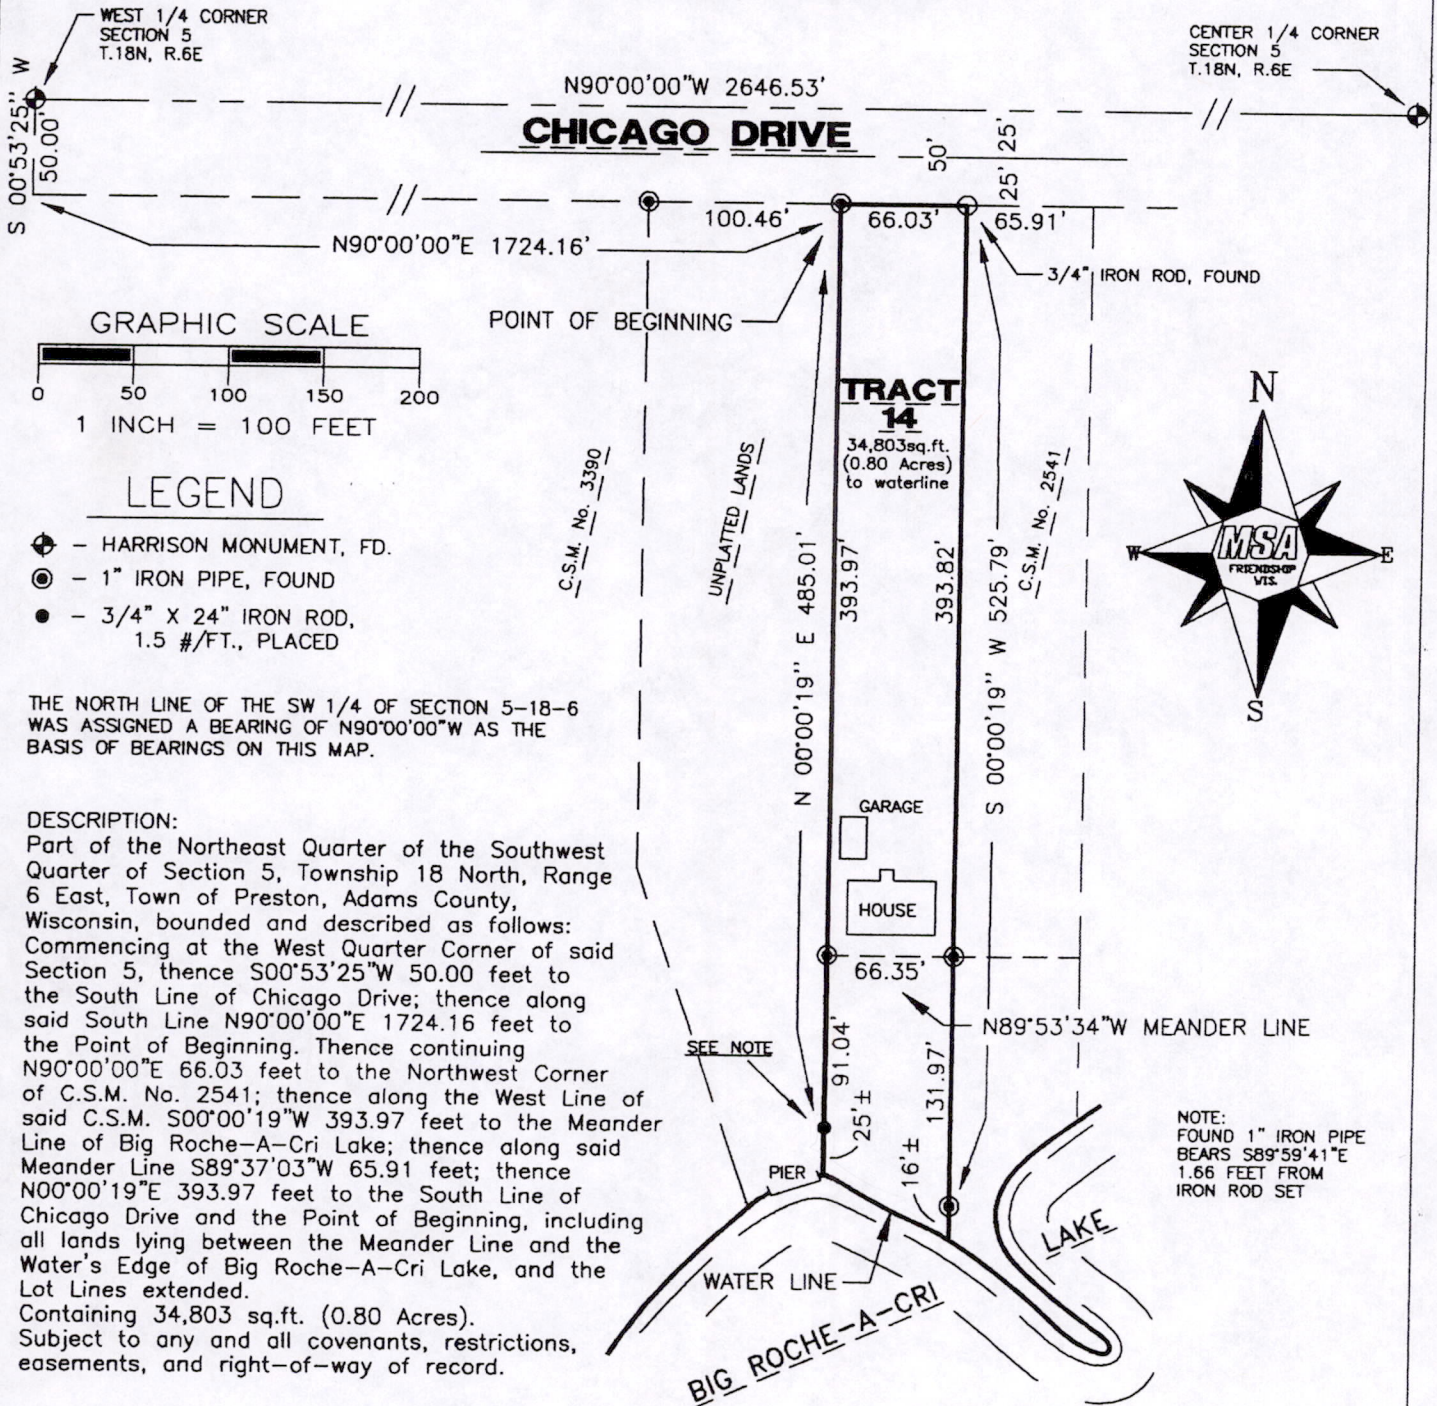 WEST 1/4 CORNER
SECTION 5
T.18N, R.6E
CENTER 1/4 CORNER
SECTION 5
T.18N, R.6E
N90°00'00"W 2646.53'
CHICAGO DRIVE
S 00°53'25" W
50.00'
50'
25' 25'
100.46'
66.03'
65.91'
N90°00'00"E 1724.16'
3/4" IRON ROD, FOUND
POINT OF BEGINNING
GRAPHIC SCALE
0 50 100 150 200
1 INCH = 100 FEET
TRACT
14
34,803sq.ft.
(0.80 Acres)
to waterline
C.S.M. No. 3390
UNPLATTED LANDS
N 00°00'19" E 485.01'
393.97'
393.82'
S 00°00'19" W 525.79'
C.S.M. No. 2541
N
W
E
S
MSA
FRIENDSHIP
WIS.
LEGEND
– HARRISON MONUMENT, FD.
– 1" IRON PIPE, FOUND
– 3/4" X 24" IRON ROD,
1.5 #/FT., PLACED
THE NORTH LINE OF THE SW 1/4 OF SECTION 5-18-6
WAS ASSIGNED A BEARING OF N90°00'00"W AS THE
BASIS OF BEARINGS ON THIS MAP.
GARAGE
HOUSE
66.35'
N89°53'34"W MEANDER LINE
SEE NOTE
91.04'
25'±
131.97'
16'±
PIER
WATER LINE
BIG ROCHE-A-CRI
LAKE
NOTE:
FOUND 1" IRON PIPE
BEARS S89°59'41"E
1.66 FEET FROM
IRON ROD SET
DESCRIPTION:
Part of the Northeast Quarter of the Southwest
Quarter of Section 5, Township 18 North, Range
6 East, Town of Preston, Adams County,
Wisconsin, bounded and described as follows:
Commencing at the West Quarter Corner of said
Section 5, thence S00°53'25"W 50.00 feet to
the South Line of Chicago Drive; thence along
said South Line N90°00'00"E 1724.16 feet to
the Point of Beginning. Thence continuing
N90°00'00"E 66.03 feet to the Northwest Corner
of C.S.M. No. 2541; thence along the West Line of
said C.S.M. S00°00'19"W 393.97 feet to the Meander
Line of Big Roche-A-Cri Lake; thence along said
Meander Line S89°37'03"W 65.91 feet; thence
N00°00'19"E 393.97 feet to the South Line of
Chicago Drive and the Point of Beginning, including
all lands lying between the Meander Line and the
Water's Edge of Big Roche-A-Cri Lake, and the
Lot Lines extended.
Containing 34,803 sq.ft. (0.80 Acres).
Subject to any and all covenants, restrictions,
easements, and right-of-way of record.